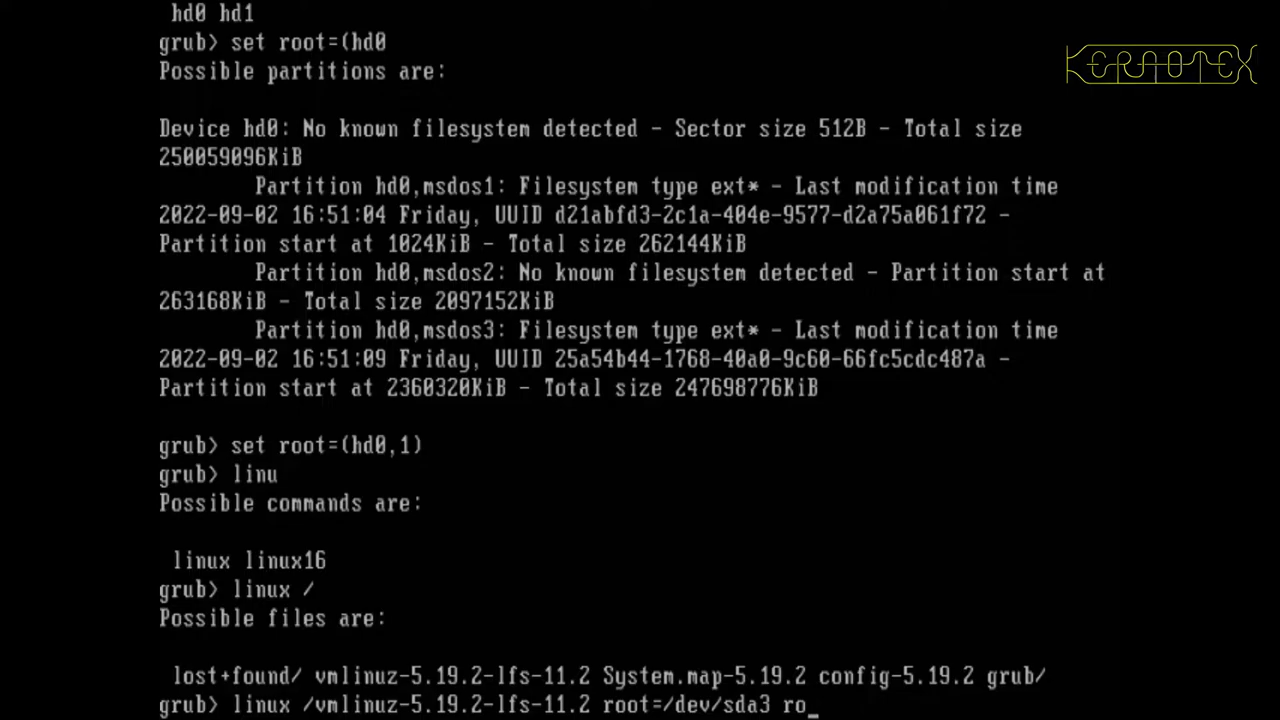 hd0 hd1
KERNOTEX
grub> set root=(hd0
Possible partitions are:
Device hd0: No known filesystem detected - Sector size 512B - Total size
250059096KiB
Partition hd0,msdos1: Filesystem type ext* - Last modification time
2022-09-02 16:51:04 Friday, UUID d21abfd3-2c1a-404e-9577-d2a75a061f72 -
Partition start at 1024KiB - Total size 262144KiB
Partition hd0,msdos2: No known filesystem detected - Partition start at
263168KiB - Total size 2097152KiB
Partition hd0,msdos3: Filesystem type ext* - Last modification time
2022-09-02 16:51:09 Friday, UUID 25a54b44-1768-40a0-9c60-66fc5cdc487a -
Partition start at 2360320KiB - Total size 247698776KiB
grub> set root=(hd0,1)
grub> linu
Possible commands are:
linux linux16
grub> linux /
Possible files are:
lost+found/ vmlinuz-5.19.2-lfs-11.2 System.map-5.19.2 config-5.19.2 grub/
grub> linux /vmlinuz-5.19.2-lfs-11.2 root=/dev/sda3 ro_